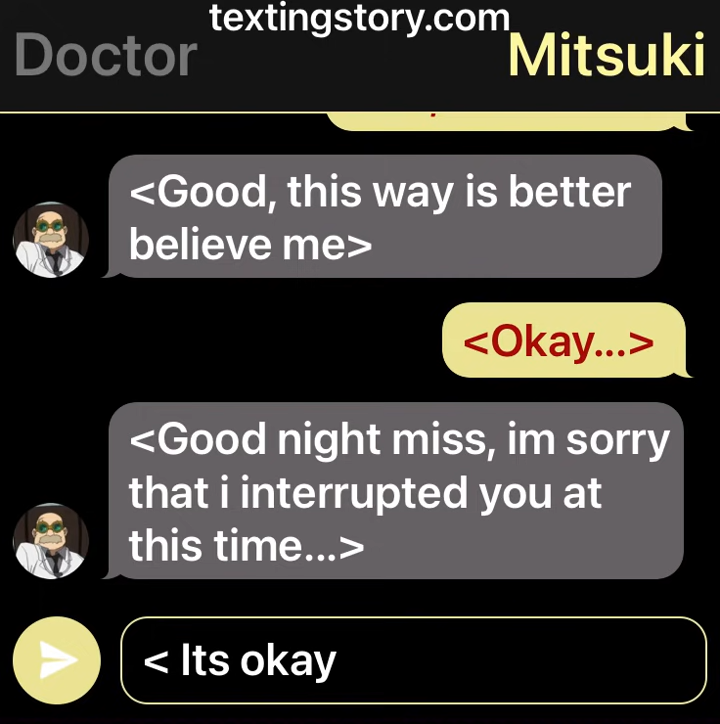 textingstory.com
Doctor
Mitsuki
<Good, this way is better
believe me>
<Okay...>
<Good night miss, im sorry
that i interrupted you at
this time...>
< Its okay